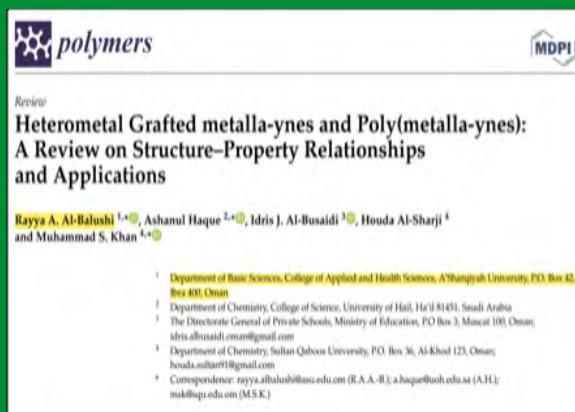 polymers
MDPI
Review
Heterometal Grafted metalla-ynes and Poly(metalla-ynes):
A Review on Structure–Property Relationships
and Applications
Rayya A. Al-Balushi 1,*, Ashanul Haque 2,*, Idris J. Al-Busaidi 3, Houda Al-Sharji 4
and Muhammad S. Khan 4,*
1 Department of Basic Sciences, College of Applied and Health Sciences, A'Sharqiyah University, P.O. Box 42,
Ibra 400, Oman
2 Department of Chemistry, College of Science, University of Hail, Ha'il 81451, Saudi Arabia
3 The Directorate General of Private Schools, Ministry of Education, P.O Box 3, Muscat 100, Oman;
idris.albusaidi.oman@gmail.com
4 Department of Chemistry, Sultan Qaboos University, P.O. Box 36, Al-Khod 123, Oman;
houda.sultan91@gmail.com
* Correspondence: rayya.albalushi@asu.edu.om (R.A.A.-B.); a.haque@uoh.edu.sa (A.H.);
msk@squ.edu.om (M.S.K.)